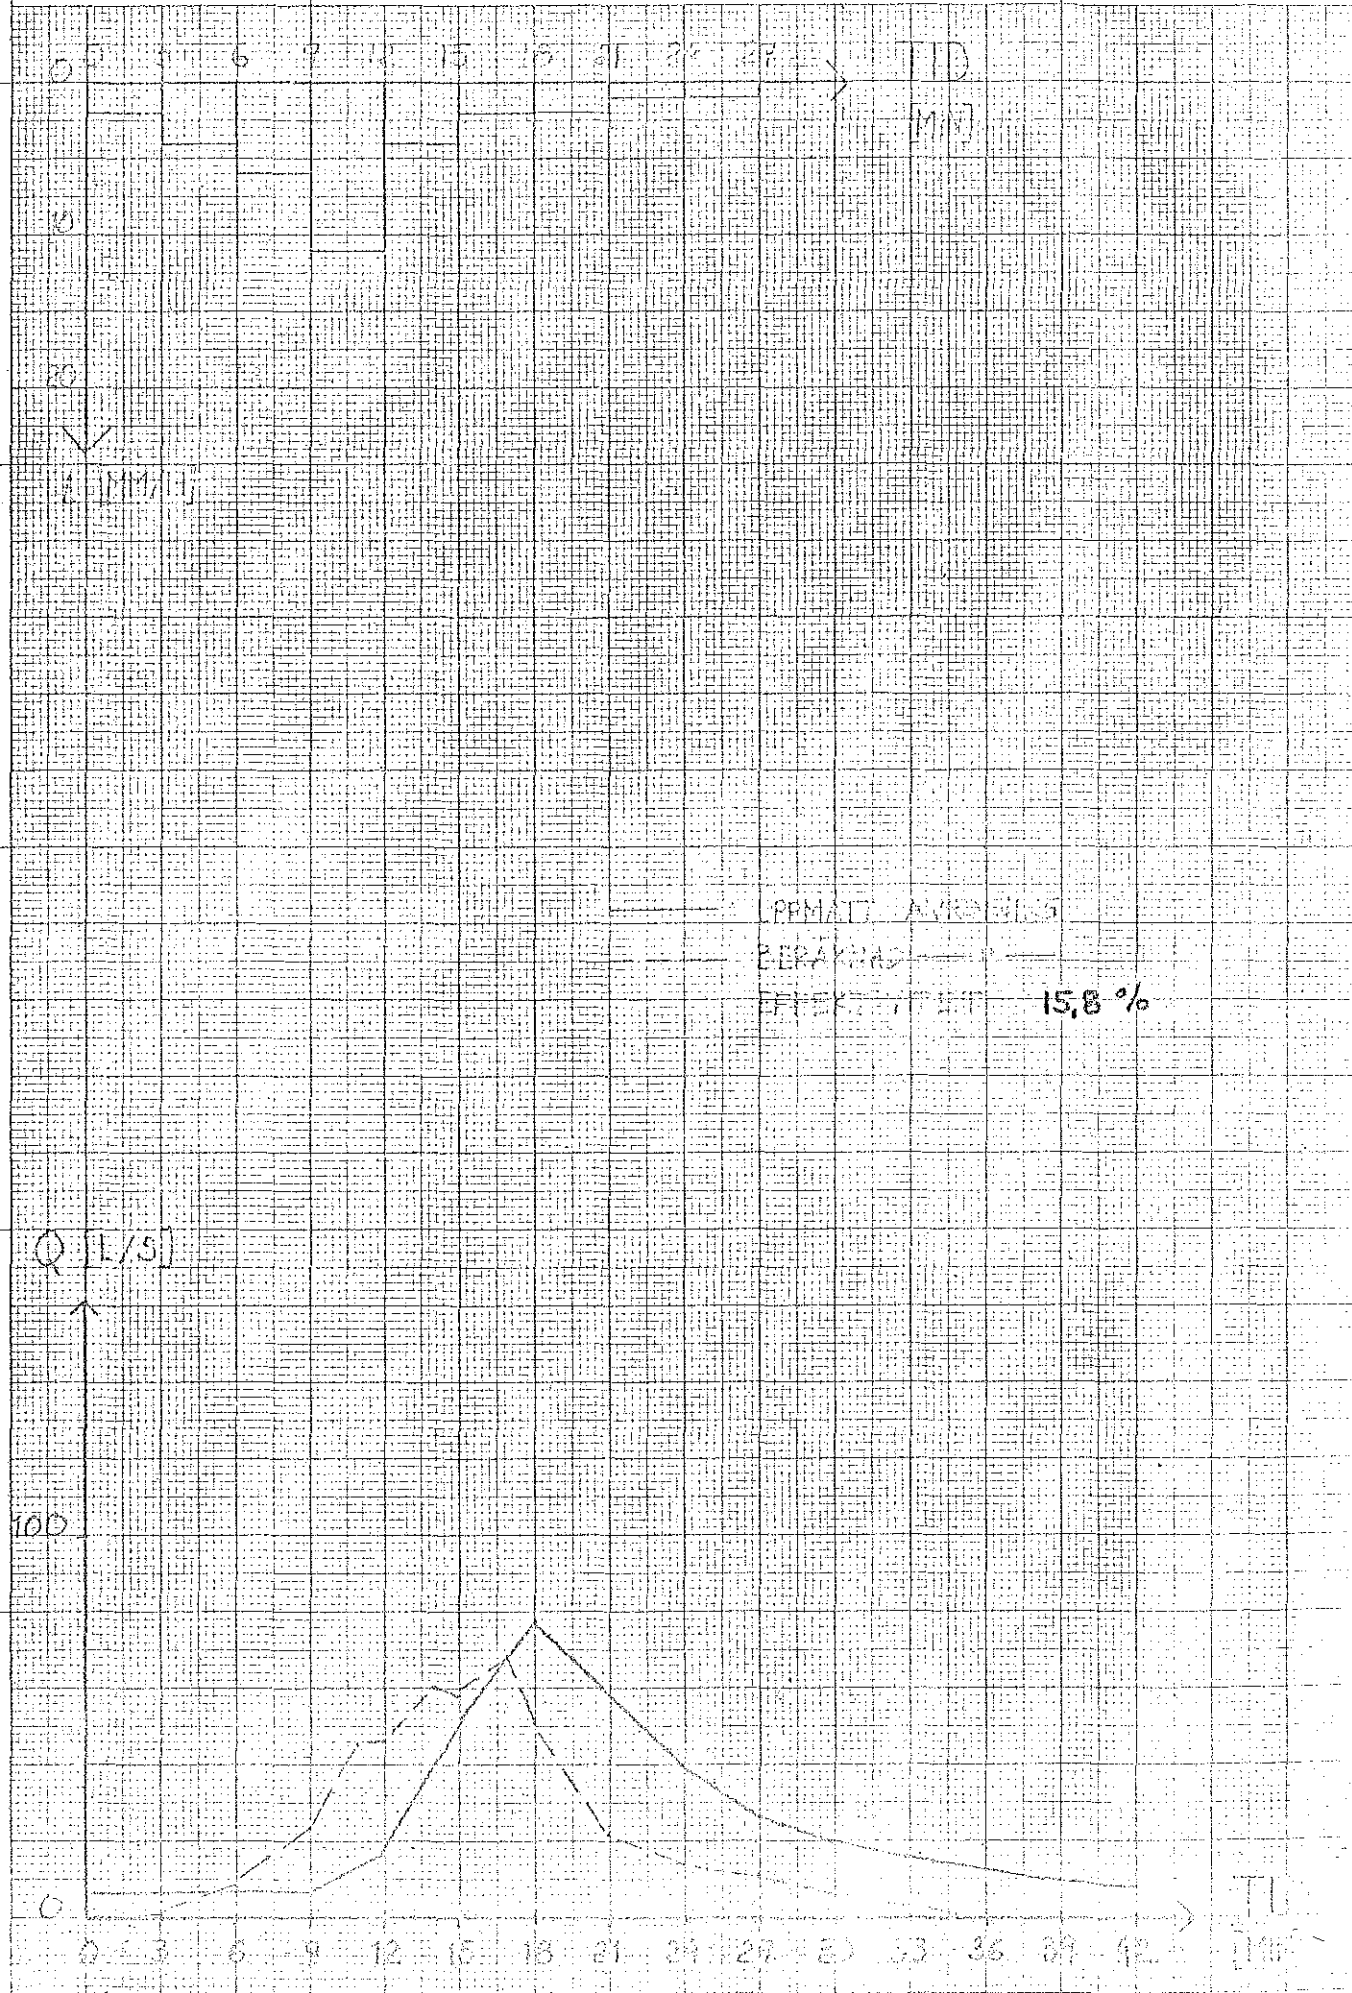 0 3 6 9 12 15 18 21 24 27 TID
0
[MIN]
10
20
[MM/H]
UPPMÄTT AVRINNING
BERÄKNAD — " —
EFFEKTIVITET 15,8 %
Q [L/S]
100
0
0 3 6 9 12 15 18 21 24 27 30 33 36 39 42